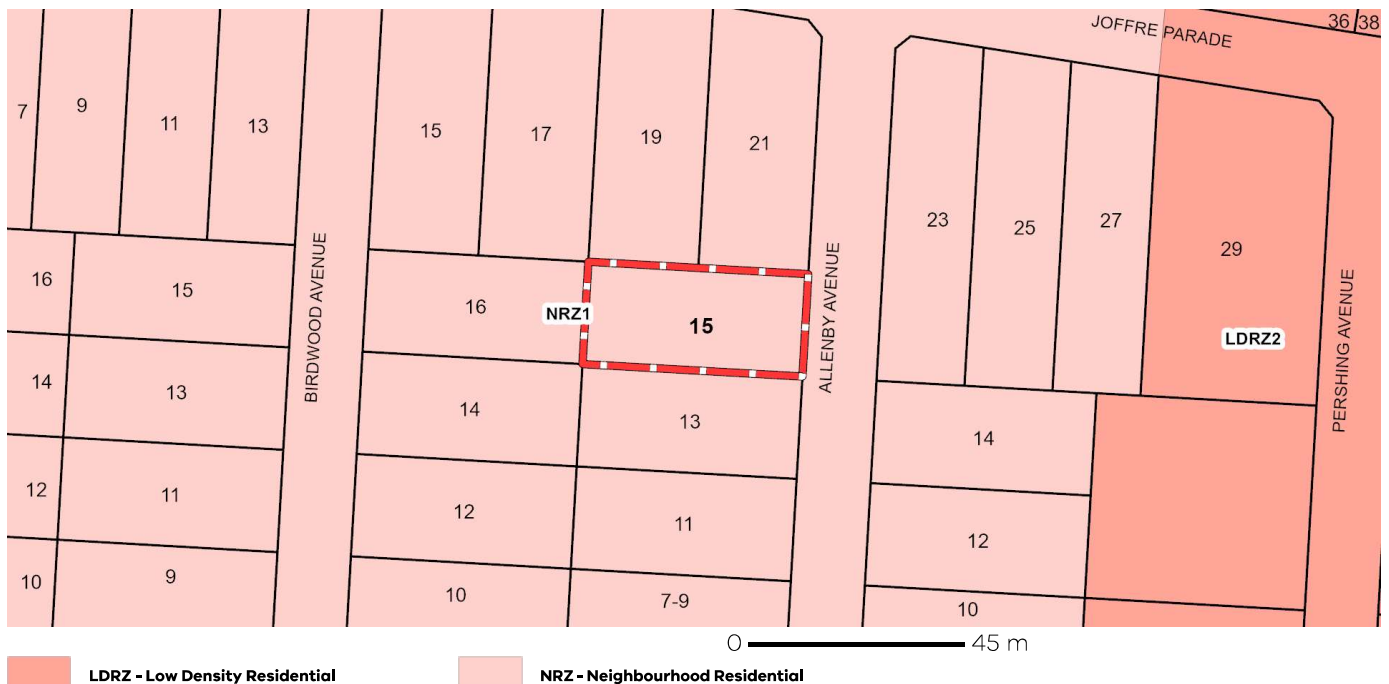 36 38
JOFFRE PARADE
7 9 11 13 15 17 19 21
23 25 27 29
16 15 BIRDWOOD AVENUE 16 NRZ1 15 ALLENBY AVENUE LDRZ2 PERSHING AVENUE
14 13 14 13 14
12 11 12 11 12
10 9 10 7-9 10
0 45 m
LDRZ - Low Density Residential NRZ - Neighbourhood Residential